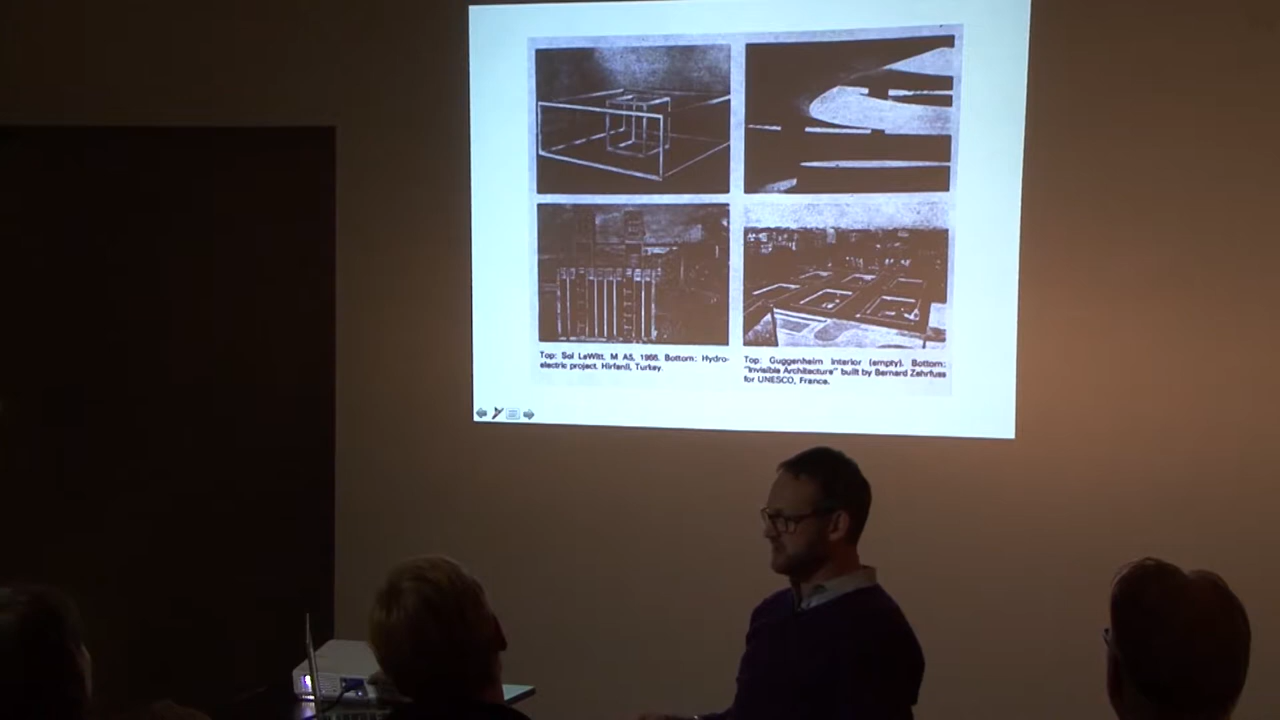 Top: Sol LeWitt, M A5, 1966. Bottom: Hydro-
electric project. Hirfanli, Turkey.
Top: Guggenheim Interior (empty). Bottom:
"Invisible Architecture" built by Bernard Zehrfuss
for UNESCO, France.